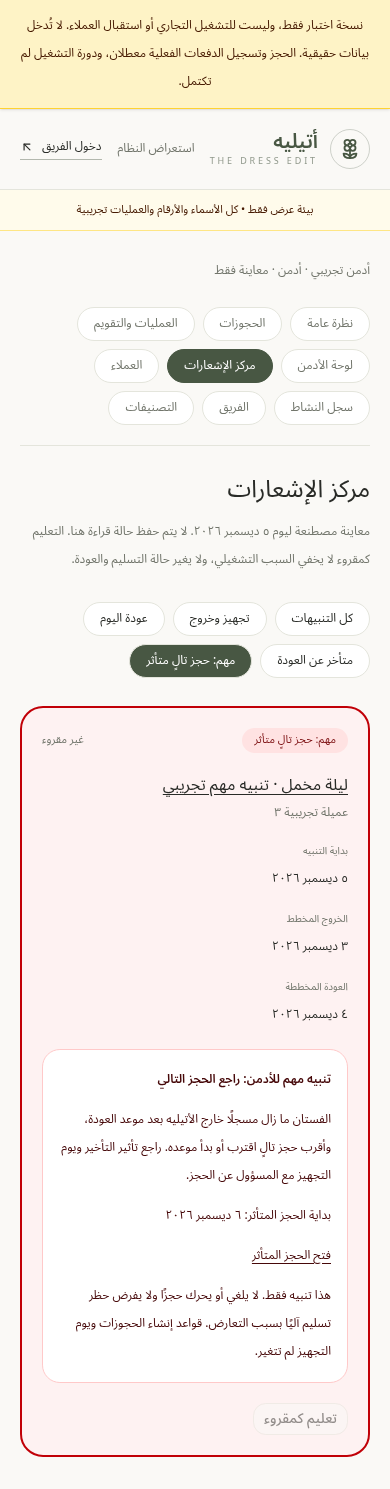 نسخة اختبار فقط، وليست للتشغيل التجاري أو استقبال العملاء. لا تُدخل
بيانات حقيقية. الحجز وتسجيل الدفعات الفعلية معطلان، ودورة التشغيل لم
تكتمل.
أتيليه
THE DRESS EDIT
استعراض النظام
دخول الفريق
بيئة عرض فقط • كل الأسماء والأرقام والعمليات تجريبية
أدمن تجريبي · أدمن · معاينة فقط
نظرة عامة
الحجوزات
العمليات والتقويم
لوحة الأدمن
مركز الإشعارات
العملاء
سجل النشاط
الفريق
التصنيفات
مركز الإشعارات
معاينة مصطنعة ليوم ٥ ديسمبر ٢٠٢٦. لا يتم حفظ حالة قراءة هنا. التعليم
كمقروء لا يخفي السبب التشغيلي، ولا يغير حالة التسليم والعودة.
كل التنبيهات
تجهيز وخروج
عودة اليوم
متأخر عن العودة
مهم: حجز تالٍ متأثر
مهم: حجز تالٍ متأثر
غير مقروء
ليلة مخمل · تنبيه مهم تجريبي
عميلة تجريبية ٣
بداية التنبيه
٥ ديسمبر ٢٠٢٦
الخروج المخطط
٣ ديسمبر ٢٠٢٦
العودة المخططة
٤ ديسمبر ٢٠٢٦
تنبيه مهم للأدمن: راجع الحجز التالي
الفستان ما زال مسجلًا خارج الأتيليه بعد موعد العودة،
وأقرب حجز تالٍ اقترب أو بدأ موعده. راجع تأثير التأخير ويوم
التجهيز مع المسؤول عن الحجز.
بداية الحجز المتأثر: ٦ ديسمبر ٢٠٢٦
فتح الحجز المتأثر
هذا تنبيه فقط. لا يلغي أو يحرك حجزًا ولا يفرض حظر
تسليم آليًا بسبب التعارض. قواعد إنشاء الحجوزات ويوم
التجهيز لم تتغير.
تعليم كمقروء